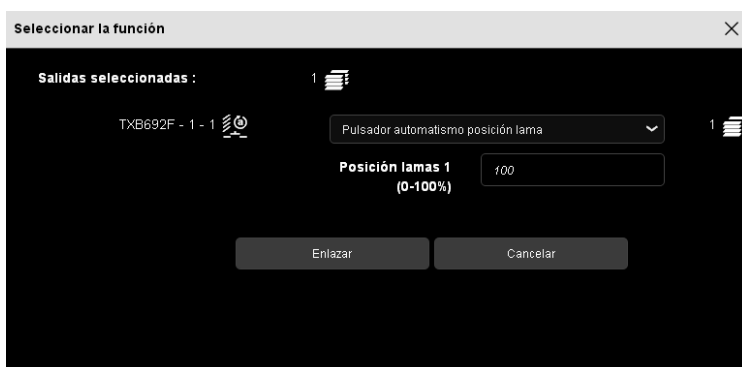 Seleccionar la función
Salidas seleccionadas :
1
TXB692F - 1 - 1
Pulsador automatismo posición lama
1
Posición lamas 1
(0-100%)
100
Enlazar
Cancelar